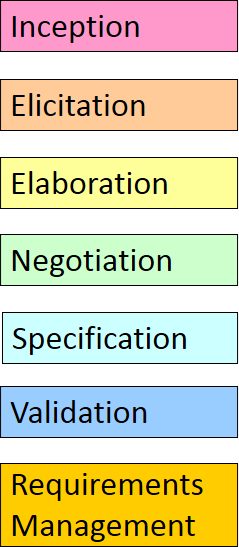 Inception
Elicitation
Elaboration
Negotiation
Specification
Validation
Requirements
Management